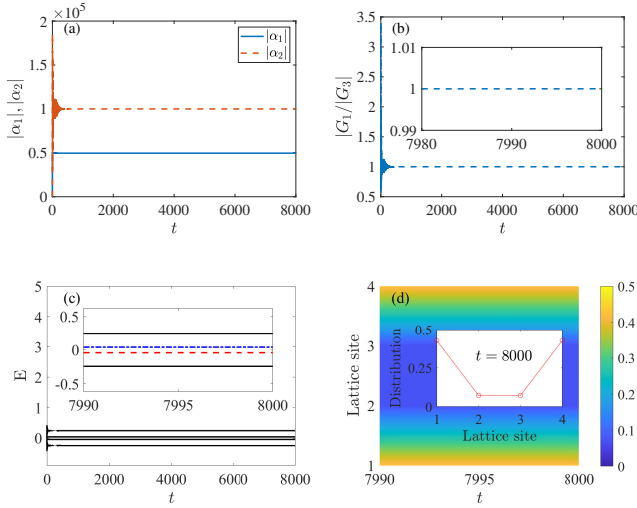 ×10⁵
(a)
|α₁|
|α₂|
|α₁|, |α₂|
2
1.5
1
0.5
0
0 2000 4000 6000 8000
t
(b)
|G₁/|G₃|
3.5
3
2.5
2
1.5
1
0.5
1.01
1
0.99
7980 7990 8000
0 2000 4000 6000 8000
t
(c)
E
5
4
3
2
1
0
0.5
0
-0.5
7990 7995 8000
0 2000 4000 6000 8000
t
(d)
Lattice site
4
3
2
1
Distribution
0.5
0.25
0
t = 8000
1 2 3 4
Lattice site
7990 7995 8000
t
0.5
0.4
0.3
0.2
0.1
0